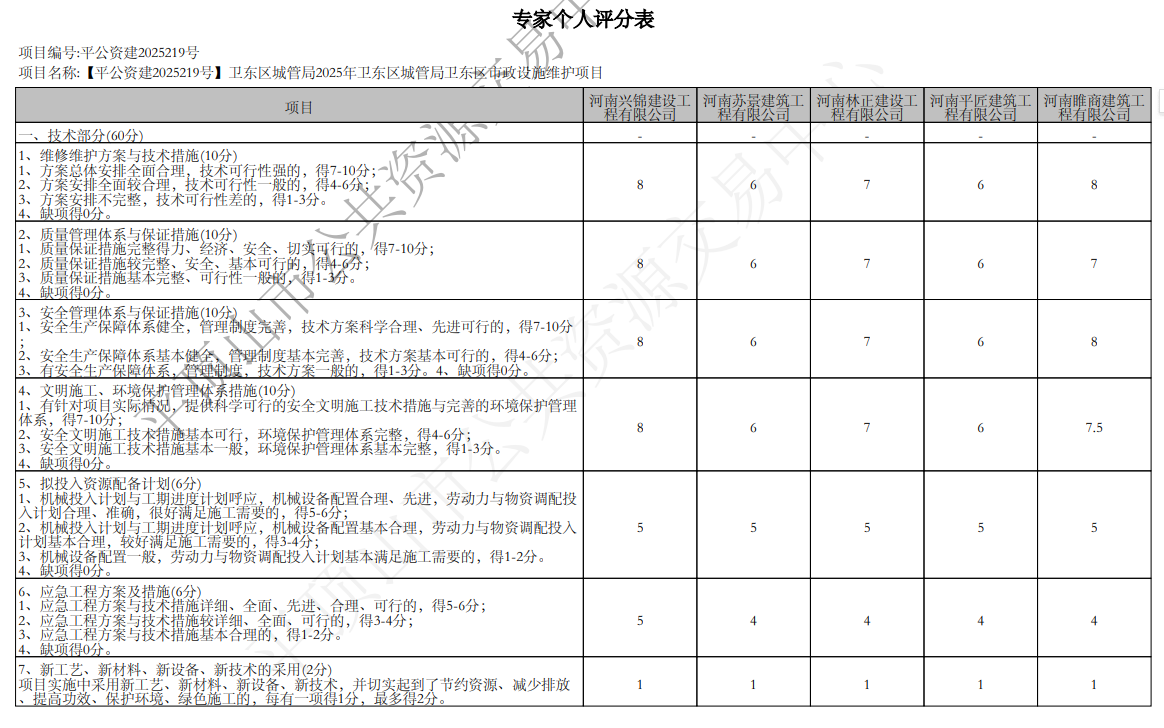 专家个人评分表
项目编号:平公资建2025219号
项目名称:【平公资建2025219号】卫东区城管局2025年卫东区城管局卫东区市政设施维护项目
项目 河南兴锦建设工程有限公司 河南苏景建筑工程有限公司 河南林正建设工程有限公司 河南平匠建筑工程有限公司 河南睢商建筑工程有限公司
一、技术部分(60分) - - - - -
1、维修维护方案与技术措施(10分)
1、方案总体安排全面合理，技术可行性强的，得7-10分；
2、方案安排全面较合理，技术可行性一般的，得4-6分；
3、方案安排不完整，技术可行性差的，得1-3分。
4、缺项得0分。
8 6 7 6 8
2、质量管理体系与保证措施(10分)
1、质量保证措施完整得力、经济、安全、切实可行的，得7-10分；
2、质量保证措施较完整、安全、基本可行的，得4-6分；
3、质量保证措施基本完整、可行性一般的，得1-3分。
4、缺项得0分。
8 6 7 6 7
3、安全管理体系与保证措施(10分)
1、安全生产保障体系健全，管理制度完善，技术方案科学合理、先进可行的，得7-10分
；
2、安全生产保障体系基本健全，管理制度基本完善，技术方案基本可行的，得4-6分；
3、有安全生产保障体系，管理制度，技术方案一般的，得1-3分。4、缺项得0分。
8 6 7 6 8
4、文明施工、环境保护管理体系措施(10分)
1、有针对项目实际情况，提供科学可行的安全文明施工技术措施与完善的环境保护管理
体系，得7-10分；
2、安全文明施工技术措施基本可行，环境保护管理体系完整，得4-6分；
3、安全文明施工技术措施基本一般，环境保护管理体系基本完整，得1-3分。
4、缺项得0分。
8 6 7 6 7.5
5、拟投入资源配备计划(6分)
1、机械投入计划与工期进度计划呼应，机械设备配置合理、先进，劳动力与物资调配投
入计划合理、准确，很好满足施工需要的，得5-6分；
2、机械投入计划与工期进度计划呼应，机械设备配置基本合理，劳动力与物资调配投入
计划基本合理，较好满足施工需要的，得3-4分；
3、机械设备配置一般，劳动力与物资调配投入计划基本满足施工需要的，得1-2分。
4、缺项得0分。
5 5 5 5 5
6、应急工程方案及措施(6分)
1、应急工程方案与技术措施详细、全面、先进、合理、可行的，得5-6分；
2、应急工程方案与技术措施较详细、全面、可行的，得3-4分；
3、应急工程方案与技术措施基本合理的，得1-2分。
4、缺项得0分。
5 4 4 4 4
7、新工艺、新材料、新设备、新技术的采用(2分)
项目实施中采用新工艺、新材料、新设备、新技术，并切实起到了节约资源、减少排放
、提高功效、保护环境、绿色施工的，每有一项得1分，最多得2分。
1 1 1 1 1
平顶山市公共资源交易中
平顶山市公共资源交易中心